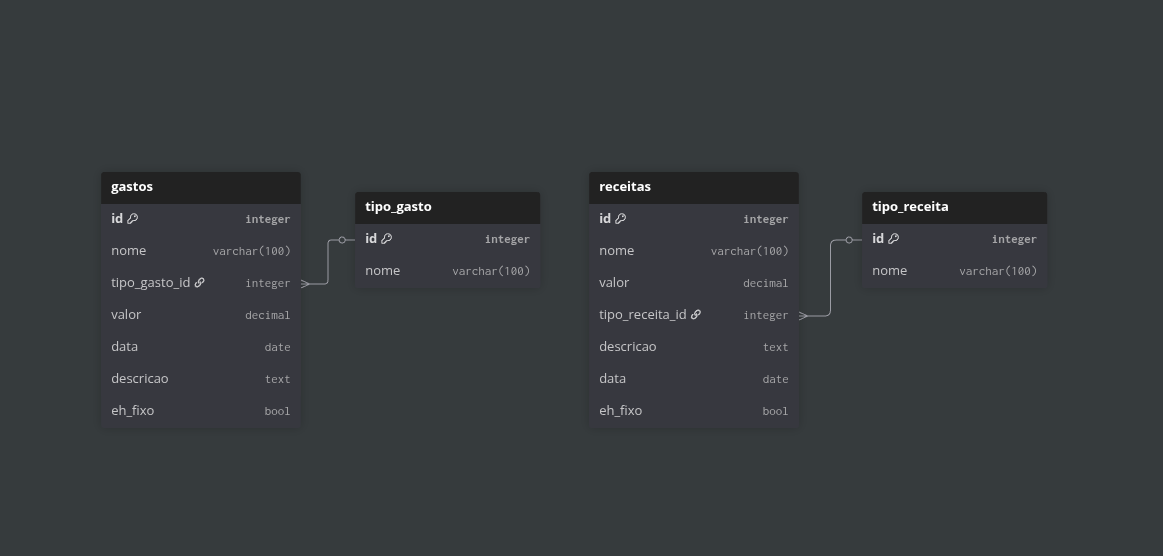 gastos
id integer
nome varchar(100)
tipo_gasto_id integer
valor decimal
data date
descricao text
eh_fixo bool
tipo_gasto
id integer
nome varchar(100)
receitas
id integer
nome varchar(100)
valor decimal
tipo_receita_id integer
descricao text
data date
eh_fixo bool
tipo_receita
id integer
nome varchar(100)